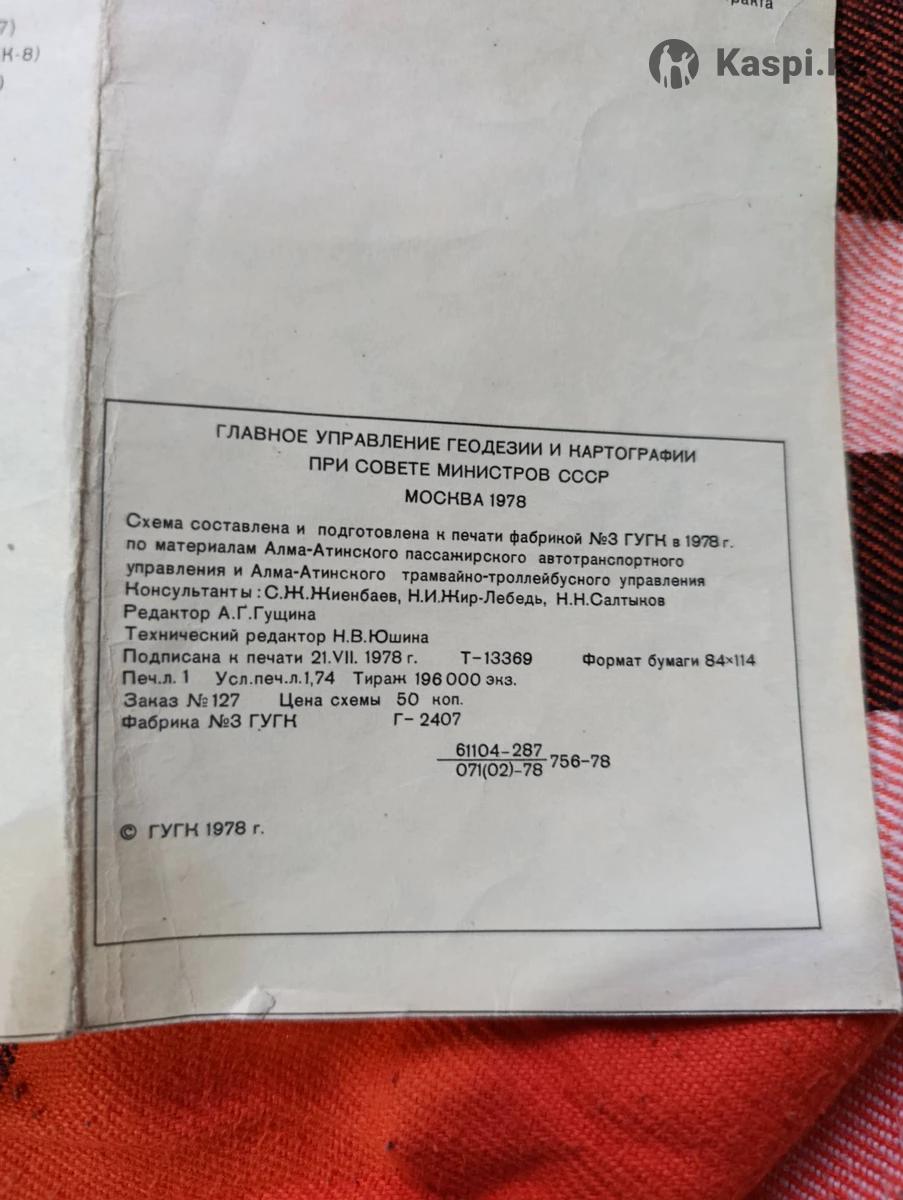 7)
К-8)
)
Kaspi.k
ГЛАВНОЕ УПРАВЛЕНИЕ ГЕОДЕЗИИ И КАРТОГРАФИИ
ПРИ СОВЕТЕ МИНИСТРОВ СССР
МОСКВА 1978
Схема составлена и подготовлена к печати фабрикой №3 ГУГК в 1978 г.
по материалам Алма-Атинского пассажирского автотранспортного
управления и Алма-Атинского трамвайно-троллейбусного управления
Консультанты: С.Ж.Жиенбаев, Н.И.Жир-Лебедь, Н.Н.Салтыков
Редактор А.Г.Гущина
Технический редактор Н.В.Юшина
Подписана к печати 21.VII. 1978 г. Т-13369 Формат бумаги 84×114
Печ.л. 1 Усл.печ.л.1,74 Тираж 196 000 экз.
Заказ №127 Цена схемы 50 коп.
Фабрика №3 ГУГК Г-2407
61104-287
071(02)-78 756-78
© ГУГК 1978 г.